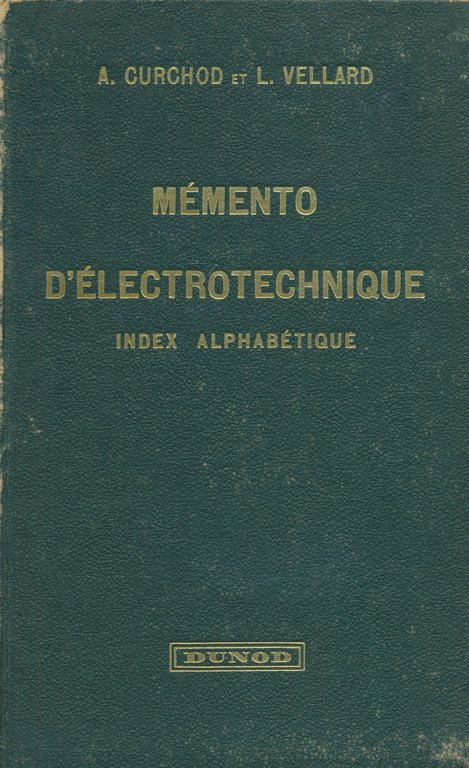 A. CURCHOD ET L. VELLARD
MÉMENTO
D'ÉLECTROTECHNIQUE
INDEX ALPHABÉTIQUE
DUNOD